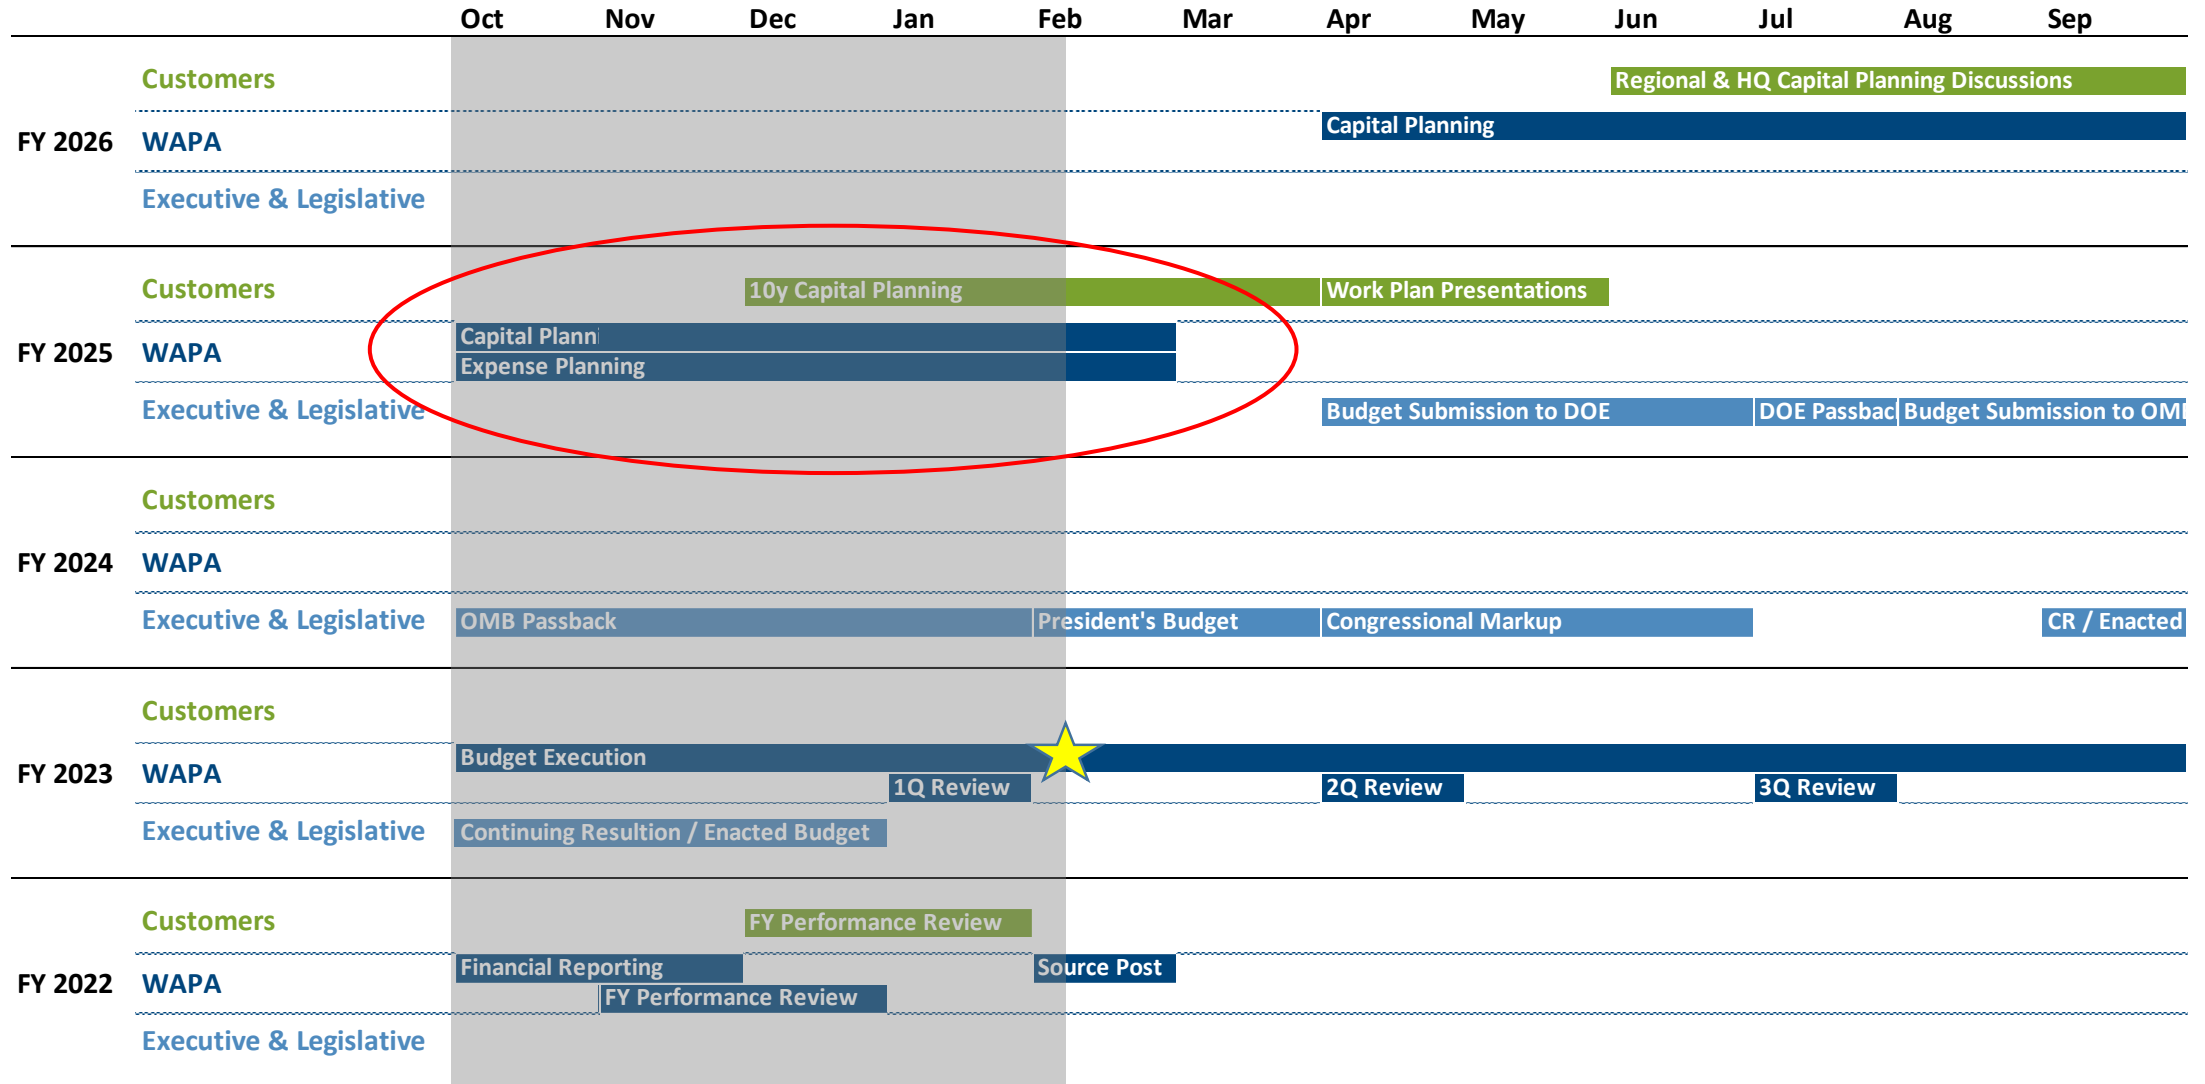 Oct Nov Dec Jan Feb Mar Apr May Jun Jul Aug Sep
FY 2026
Customers
Regional & HQ Capital Planning Discussions
WAPA
Capital Planning
Executive & Legislative
FY 2025
Customers
10y Capital Planning
Work Plan Presentations
WAPA
Capital Planni
Expense Planning
Executive & Legislative
Budget Submission to DOE
DOE Passbac
Budget Submission to OM
FY 2024
Customers
WAPA
Executive & Legislative
OMB Passback
President's Budget
Congressional Markup
CR / Enacted
FY 2023
Customers
WAPA
Budget Execution
1Q Review
2Q Review
3Q Review
Executive & Legislative
Continuing Resultion / Enacted Budget
FY 2022
Customers
FY Performance Review
WAPA
Financial Reporting
Source Post
FY Performance Review
Executive & Legislative